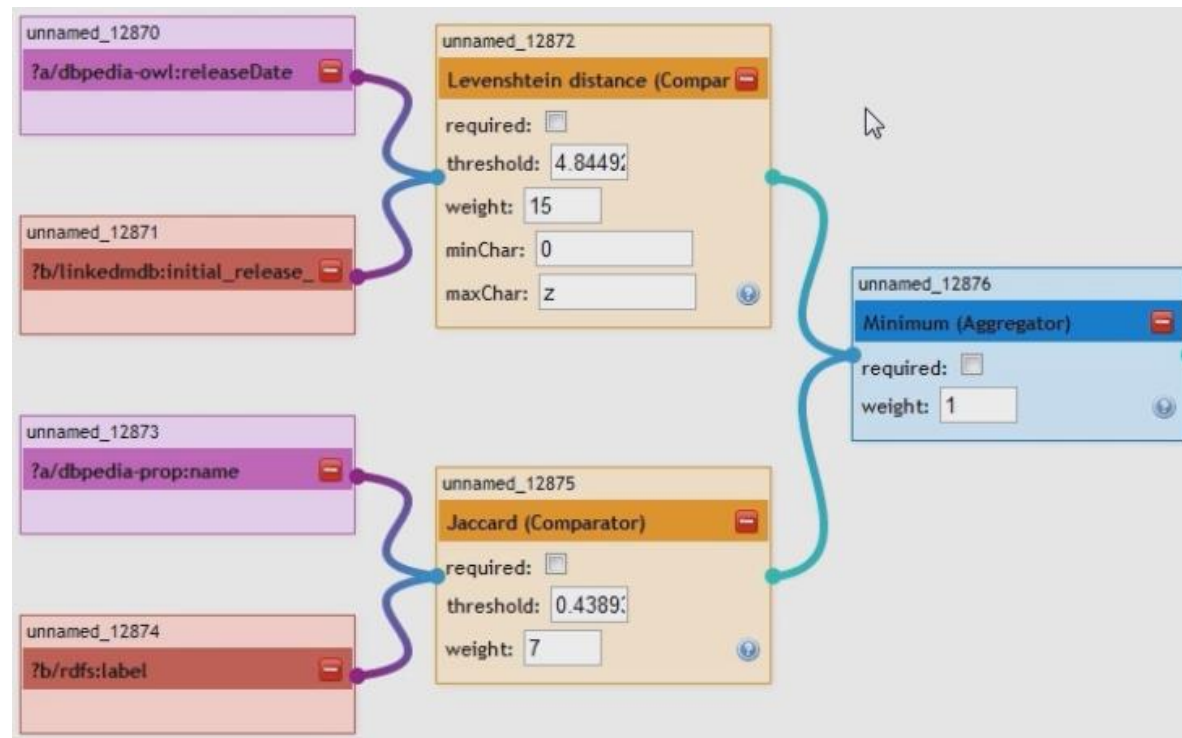 unnamed_12870
?a/dbpedia-owl:releaseDate
unnamed_12871
?b/linkedmdb:initial_release_
unnamed_12872
Levenshtein distance (Compar
required:
threshold: 4.84492
weight: 15
minChar: 0
maxChar: z
unnamed_12873
?a/dbpedia-prop:name
unnamed_12874
?b/rdfs:label
unnamed_12875
Jaccard (Comparator)
required:
threshold: 0.4389
weight: 7
unnamed_12876
Minimum (Aggregator)
required:
weight: 1